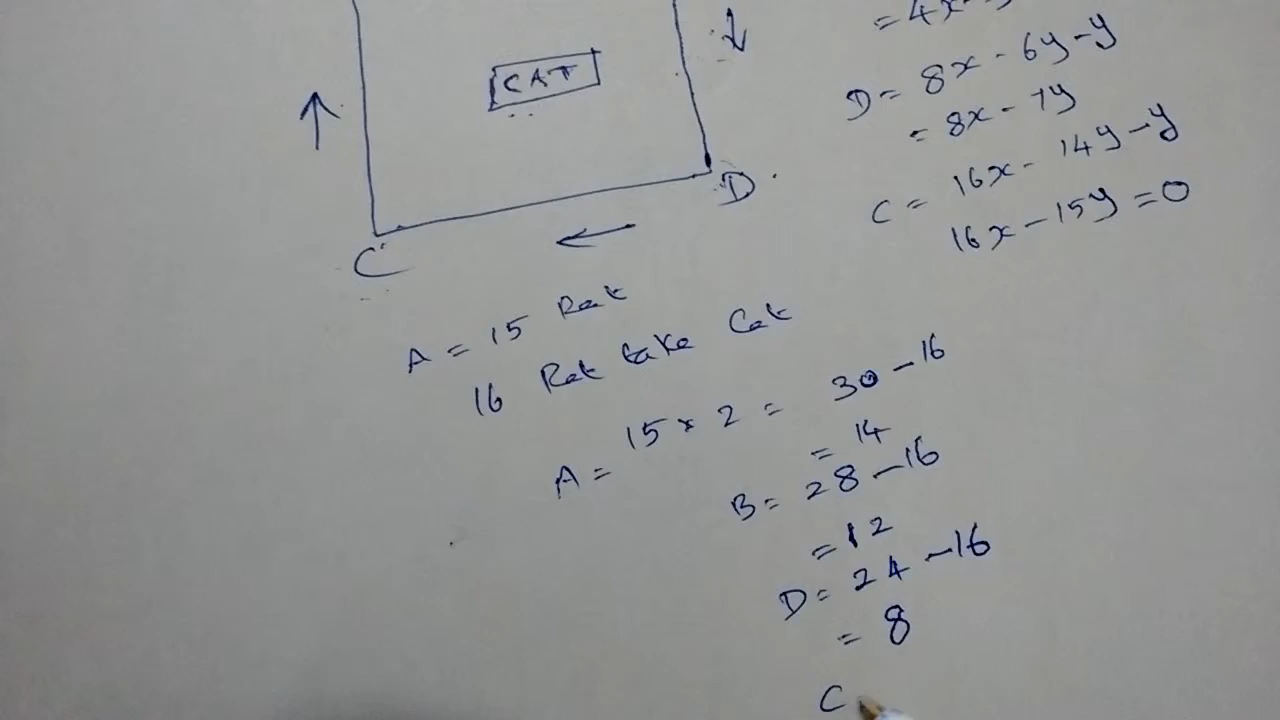 = 4x
D = 8x - 6y - y
= 8x - 7y
C = 16x - 14y - y
16x - 15y = 0
CAT
D
C
A = 15 Rat
16 Rat take Cat
A = 15 x 2 = 30 - 16
= 14
B = 28 - 16
= 12
D = 24 - 16
= 8
C